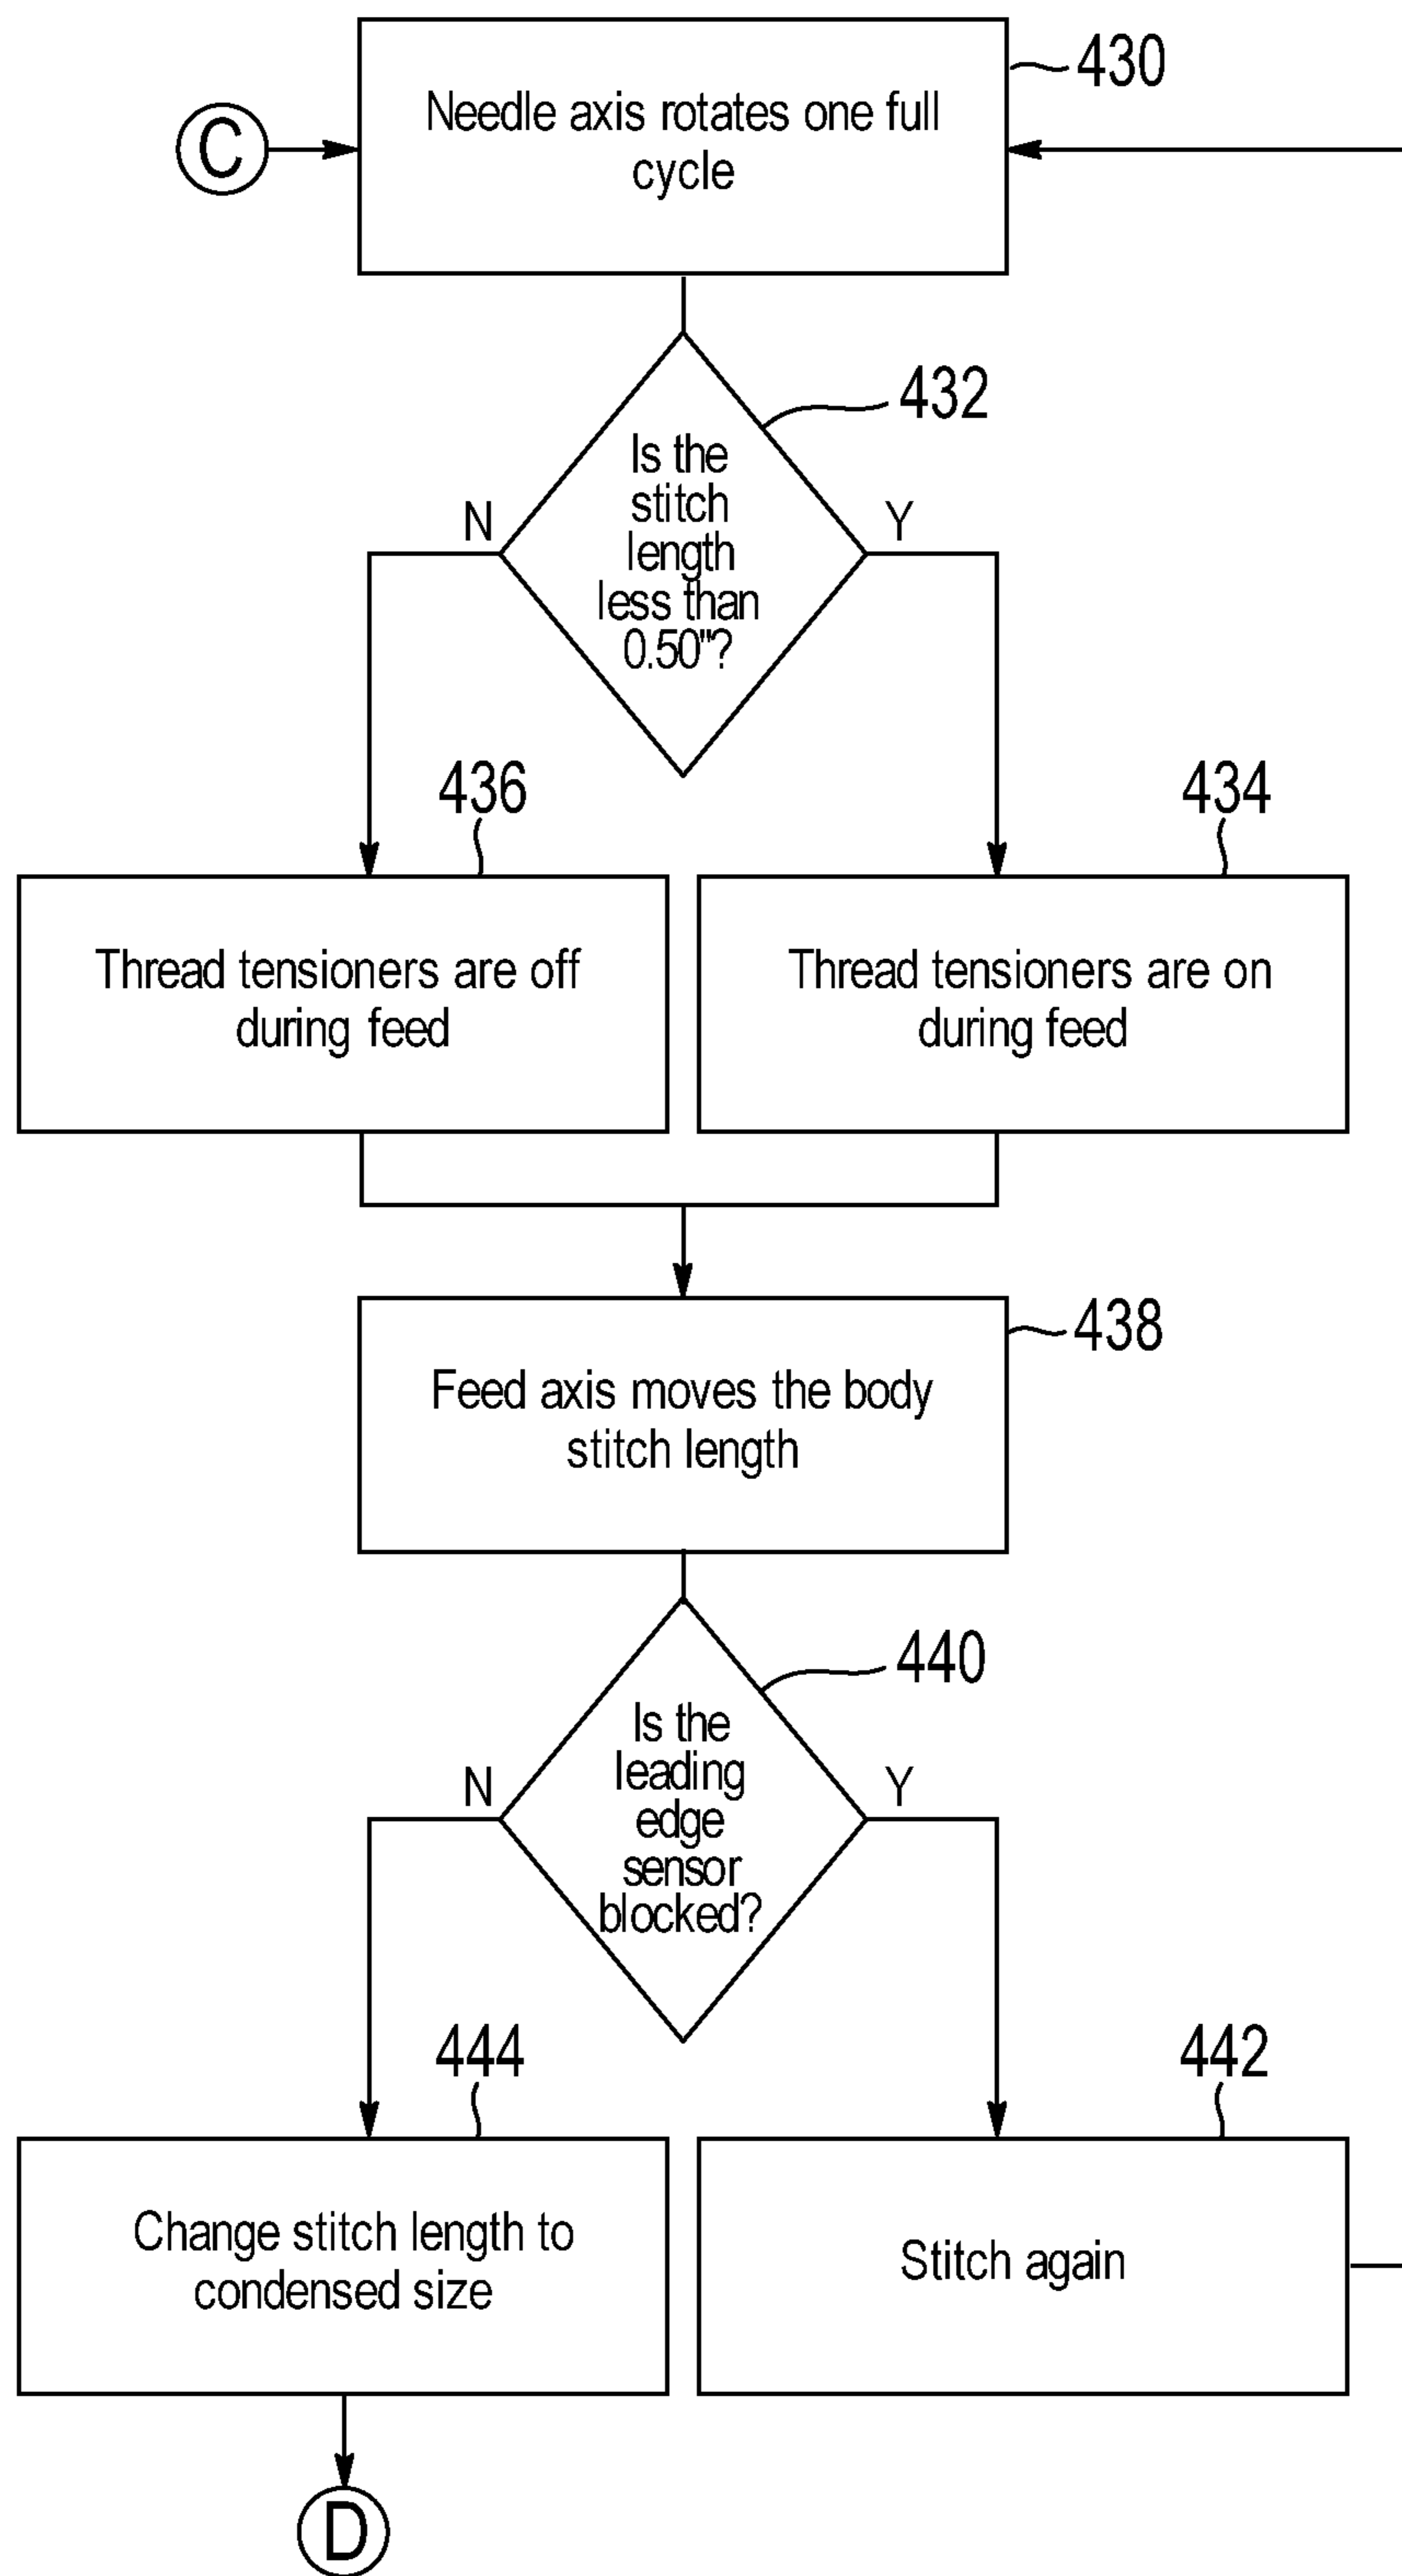 430
C
Needle axis rotates one full
cycle
432
Is the
stitch
length
less than
0.50"?
N
Y
436
434
Thread tensioners are off
during feed
Thread tensioners are on
during feed
438
Feed axis moves the body
stitch length
440
Is the
leading
edge
sensor
blocked?
N
Y
444
442
Change stitch length to
condensed size
Stitch again
D